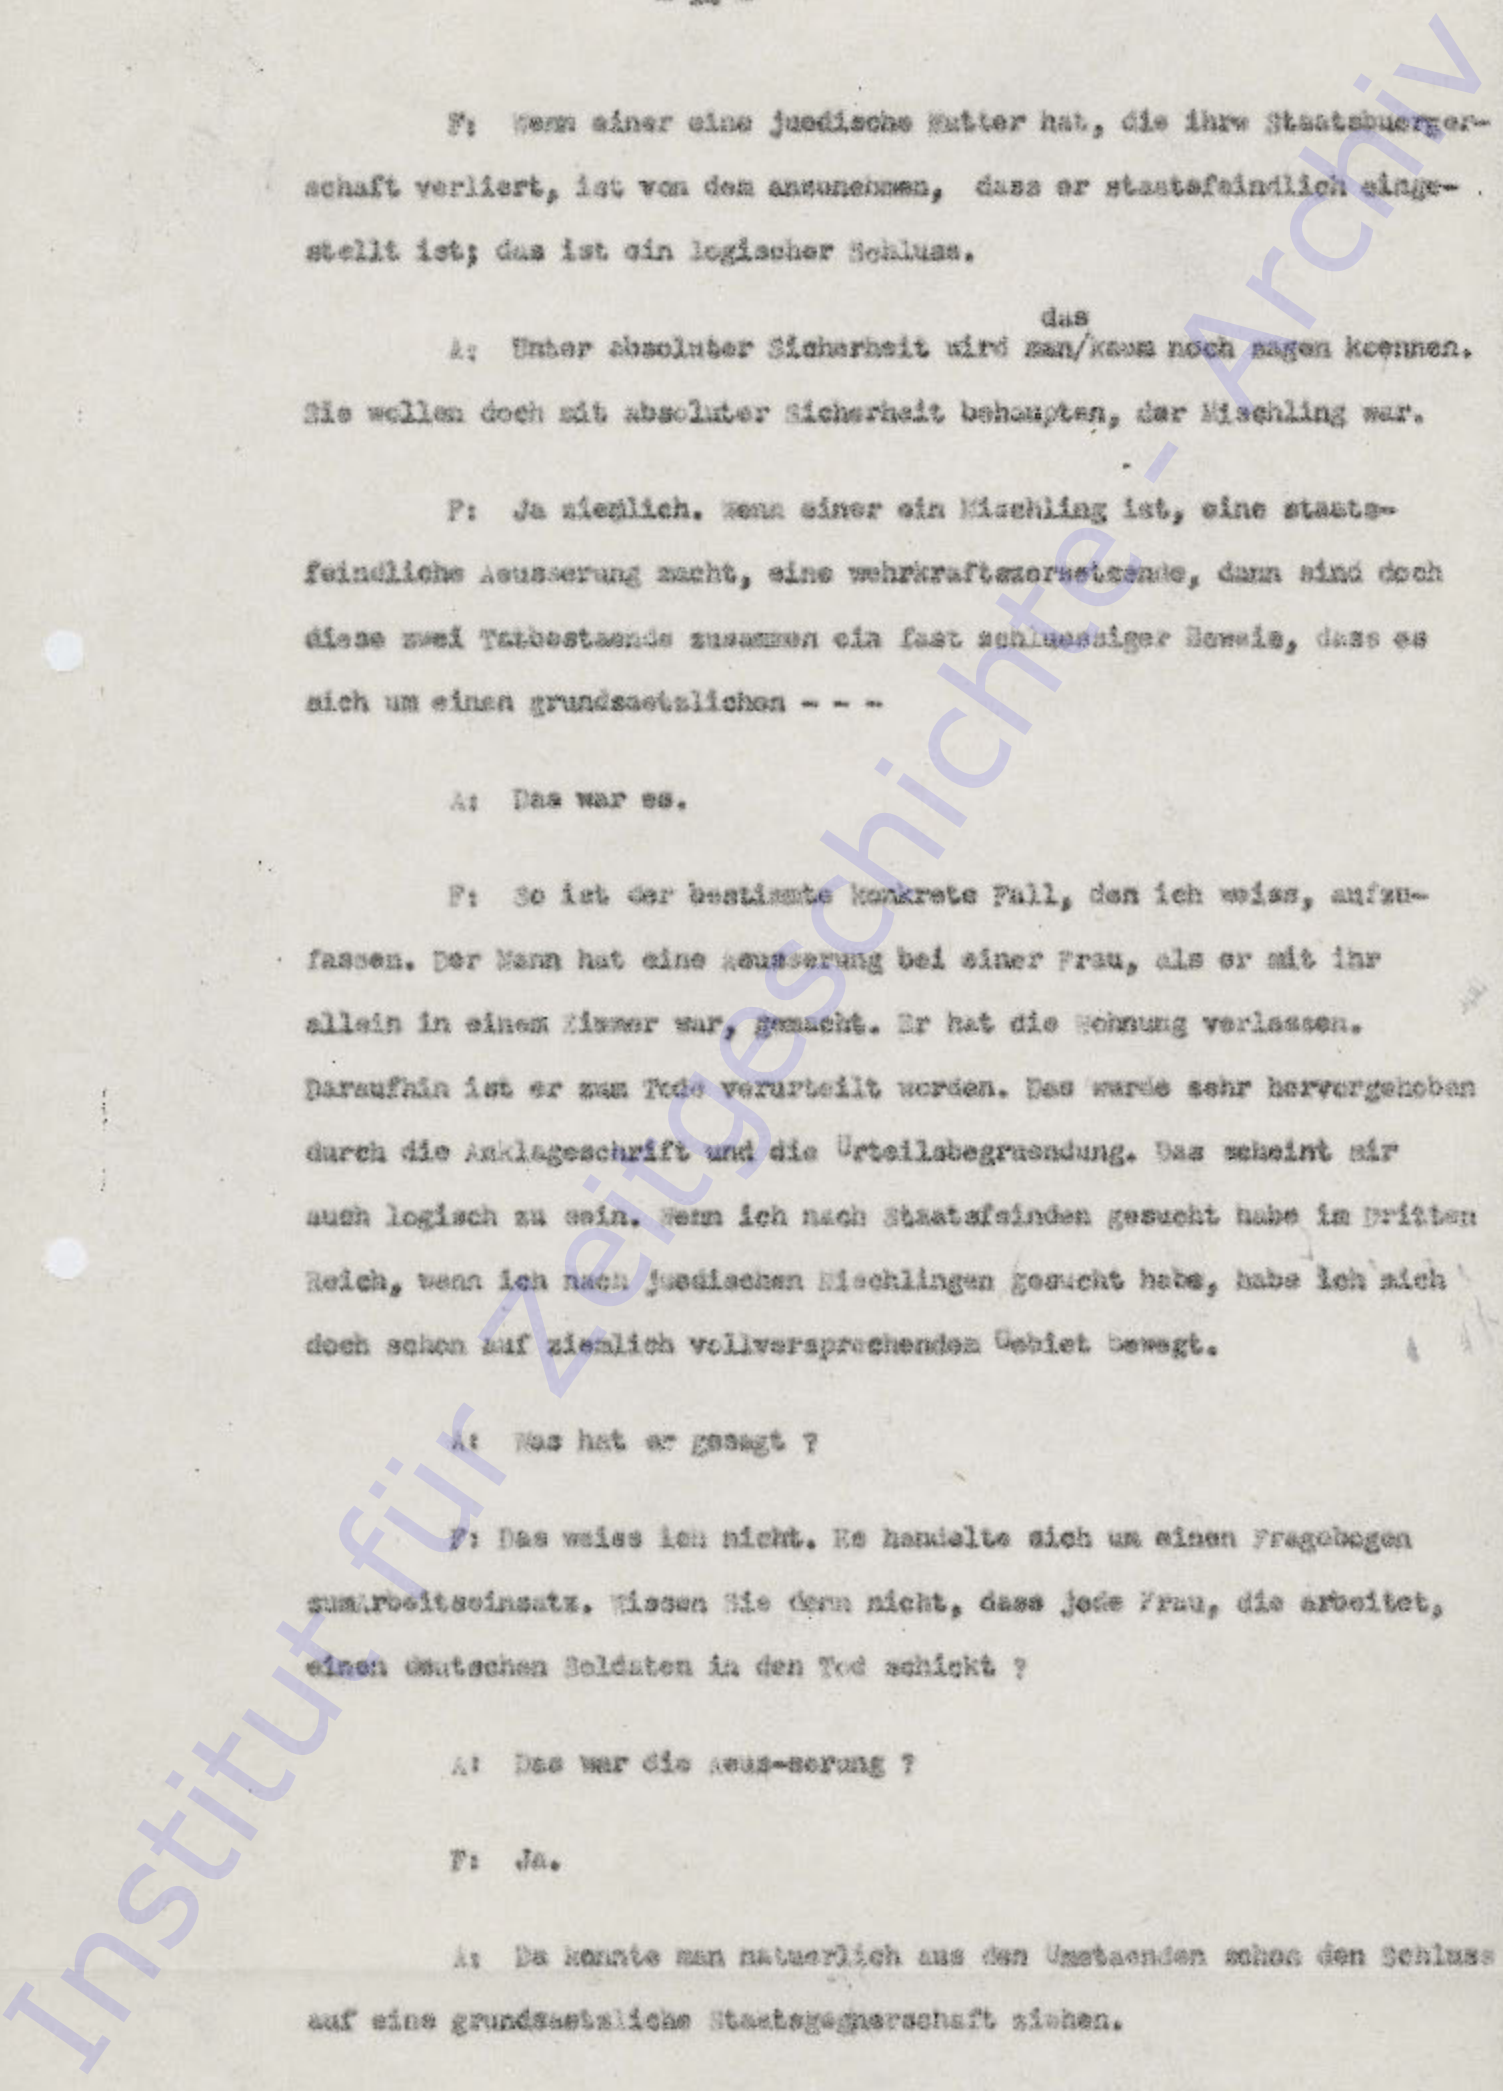 F: Wenn einer eine juedische Mutter hat, die ihre Staatsbuerger-
schaft verliert, ist von dem anzunehmen, dass er staatsfeindlich einge-
stellt ist; das ist ein logischer Schluss.
das
A: Unter absoluter Sicherheit wird man/kaum noch sagen koennen.
Sie wollen doch mit absoluter Sicherheit behaupten, der Mischling war.
F: Ja ziemlich. Wenn einer ein Mischling ist, eine staats-
feindliche Aeusserung macht, eine wehrkraftszersetzende, dann sind doch
diese zwei Tatbestaende zusammen ein fast schluessiger Beweis, dass es
sich um einen grundsaetzlichen - - -
A: Das war es.
F: So ist der bestimmte konkrete Fall, den ich weiss, aufzu-
fassen. Der Mann hat eine Aeusserung bei einer Frau, als er mit ihr
allein in einem Zimmer war, gemacht. Er hat die Wohnung verlassen.
Daraufhin ist er zum Tode verurteilt worden. Das wurde sehr hervorgehoben
durch die Anklageschrift und die Urteilsbegruendung. Das scheint mir
auch logisch zu sein. Wenn ich nach Staatsfeinden gesucht habe im Dritten
Reich, wenn ich nach juedischen Mischlingen gesucht habe, habe ich mich
doch schon auf ziemlich vollversprechendem Gebiet bewegt.
A: Was hat er gesagt ?
F: Das weiss ich nicht. Es handelte sich um einen Fragebogen
zumArbeitseinsatz. Wissen Sie denn nicht, dass jede Frau, die arbeitet,
einen deutschen Soldaten in den Tod schickt ?
A: Das war die Aeus-serung ?
F: Ja.
A: Da konnte man natuerlich aus den Umstaenden schon den Schluss
auf eine grundsaetzliche Staatsgegnerschaft ziehen.
Institut für Zeitgeschichte - Archiv